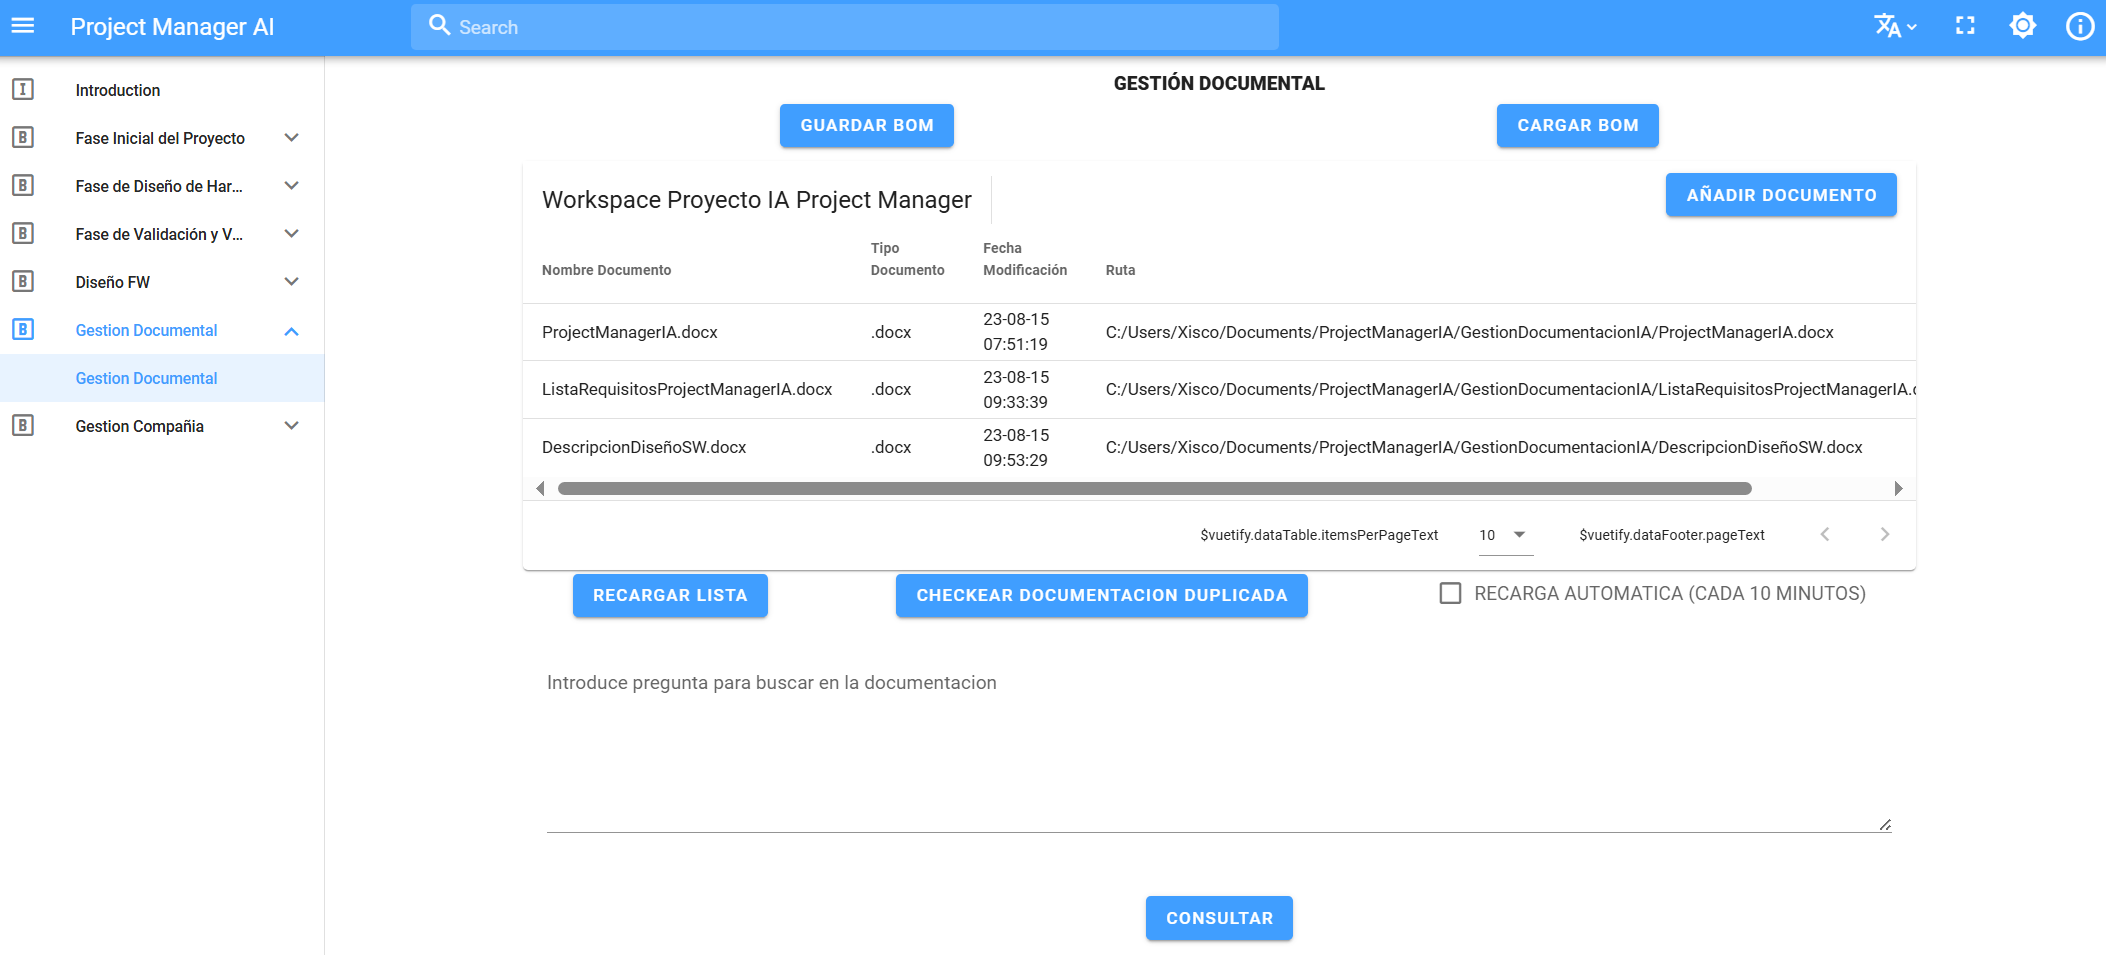 Project Manager AI
Search
Introduction
Fase Inicial del Proyecto
Fase de Diseño de Har...
Fase de Validación y V...
Diseño FW
Gestion Documental
Gestion Documental
Gestion Compañia
GESTIÓN DOCUMENTAL
GUARDAR BOM
CARGAR BOM
Workspace Proyecto IA Project Manager
AÑADIR DOCUMENTO
Nombre Documento
Tipo
Documento
Fecha
Modificación
Ruta
ProjectManagerIA.docx
.docx
23-08-15
07:51:19
C:/Users/Xisco/Documents/ProjectManagerIA/GestionDocumentacionIA/ProjectManagerIA.docx
ListaRequisitosProjectManagerIA.docx
.docx
23-08-15
09:33:39
C:/Users/Xisco/Documents/ProjectManagerIA/GestionDocumentacionIA/ListaRequisitosProjectManagerIA.
DescripcionDiseñoSW.docx
.docx
23-08-15
09:53:29
C:/Users/Xisco/Documents/ProjectManagerIA/GestionDocumentacionIA/DescripcionDiseñoSW.docx
$vuetify.dataTable.itemsPerPageText
10
$vuetify.dataFooter.pageText
RECARGAR LISTA
CHECKEAR DOCUMENTACION DUPLICADA
RECARGA AUTOMATICA (CADA 10 MINUTOS)
Introduce pregunta para buscar en la documentacion
CONSULTAR